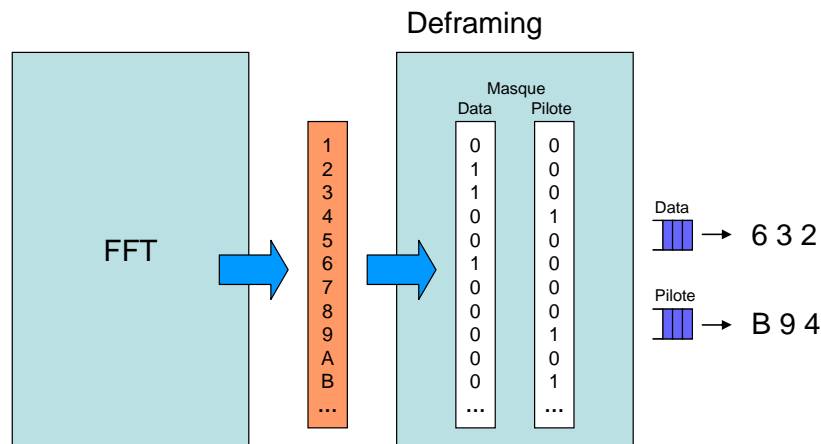 Deframing
FFT
1
2
3
4
5
6
7
8
9
A
B
...
Masque
Data Pilote
0 0
1 0
1 0
0 1
0 0
1 0
0 0
0 0
0 1
0 0
0 1
... ...
Data
6 3 2
Pilote
B 9 4